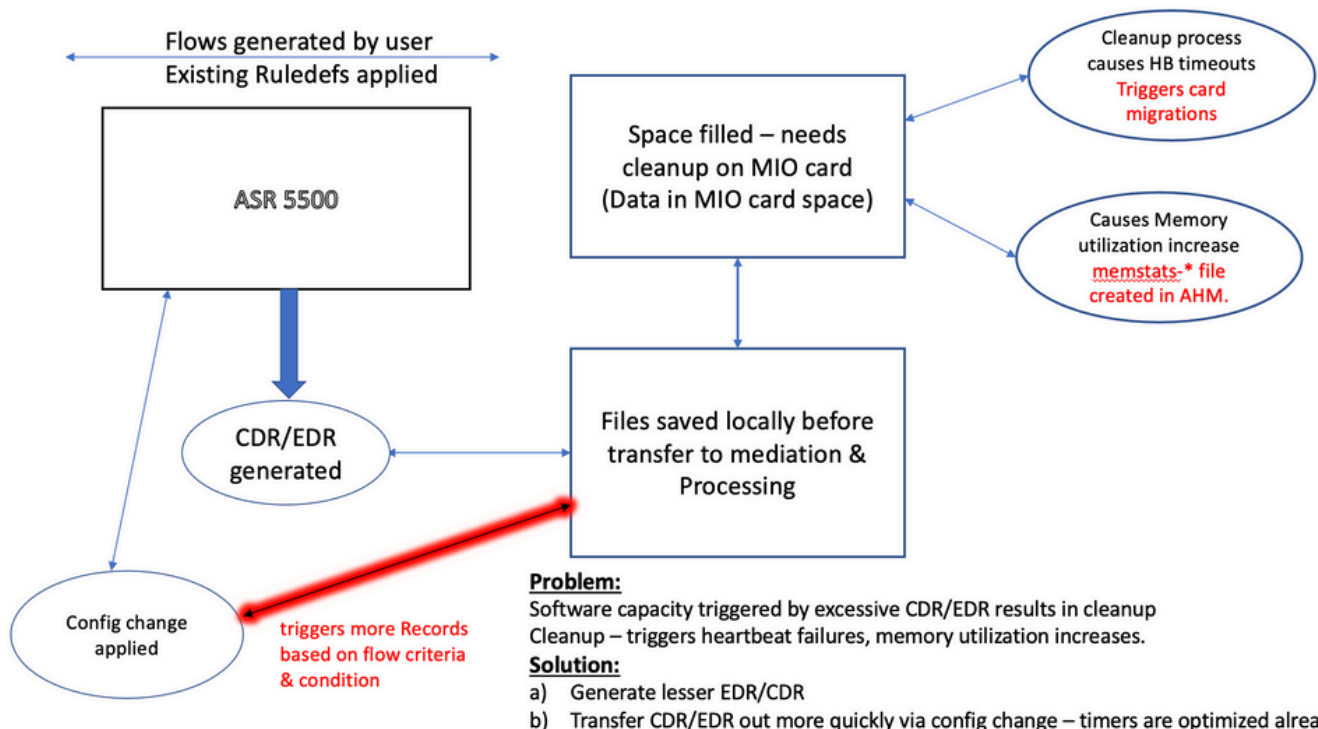 Flows generated by user
Existing Ruledefs applied
ASR 5500
CDR/EDR
generated
Config change
applied
triggers more Records
based on flow criteria
& condition
Space filled – needs
cleanup on MIO card
(Data in MIO card space)
Files saved locally before
transfer to mediation &
Processing
Cleanup process
causes HB timeouts
Triggers card
migrations
Causes Memory
utilization increase
memstats-* file
created in AHM.
Problem:
Software capacity triggered by excessive CDR/EDR results in cleanup
Cleanup – triggers heartbeat failures, memory utilization increases.
Solution:
a) Generate lesser EDR/CDR
b) Transfer CDR/EDR out more quickly via config change – timers are optimized alrea